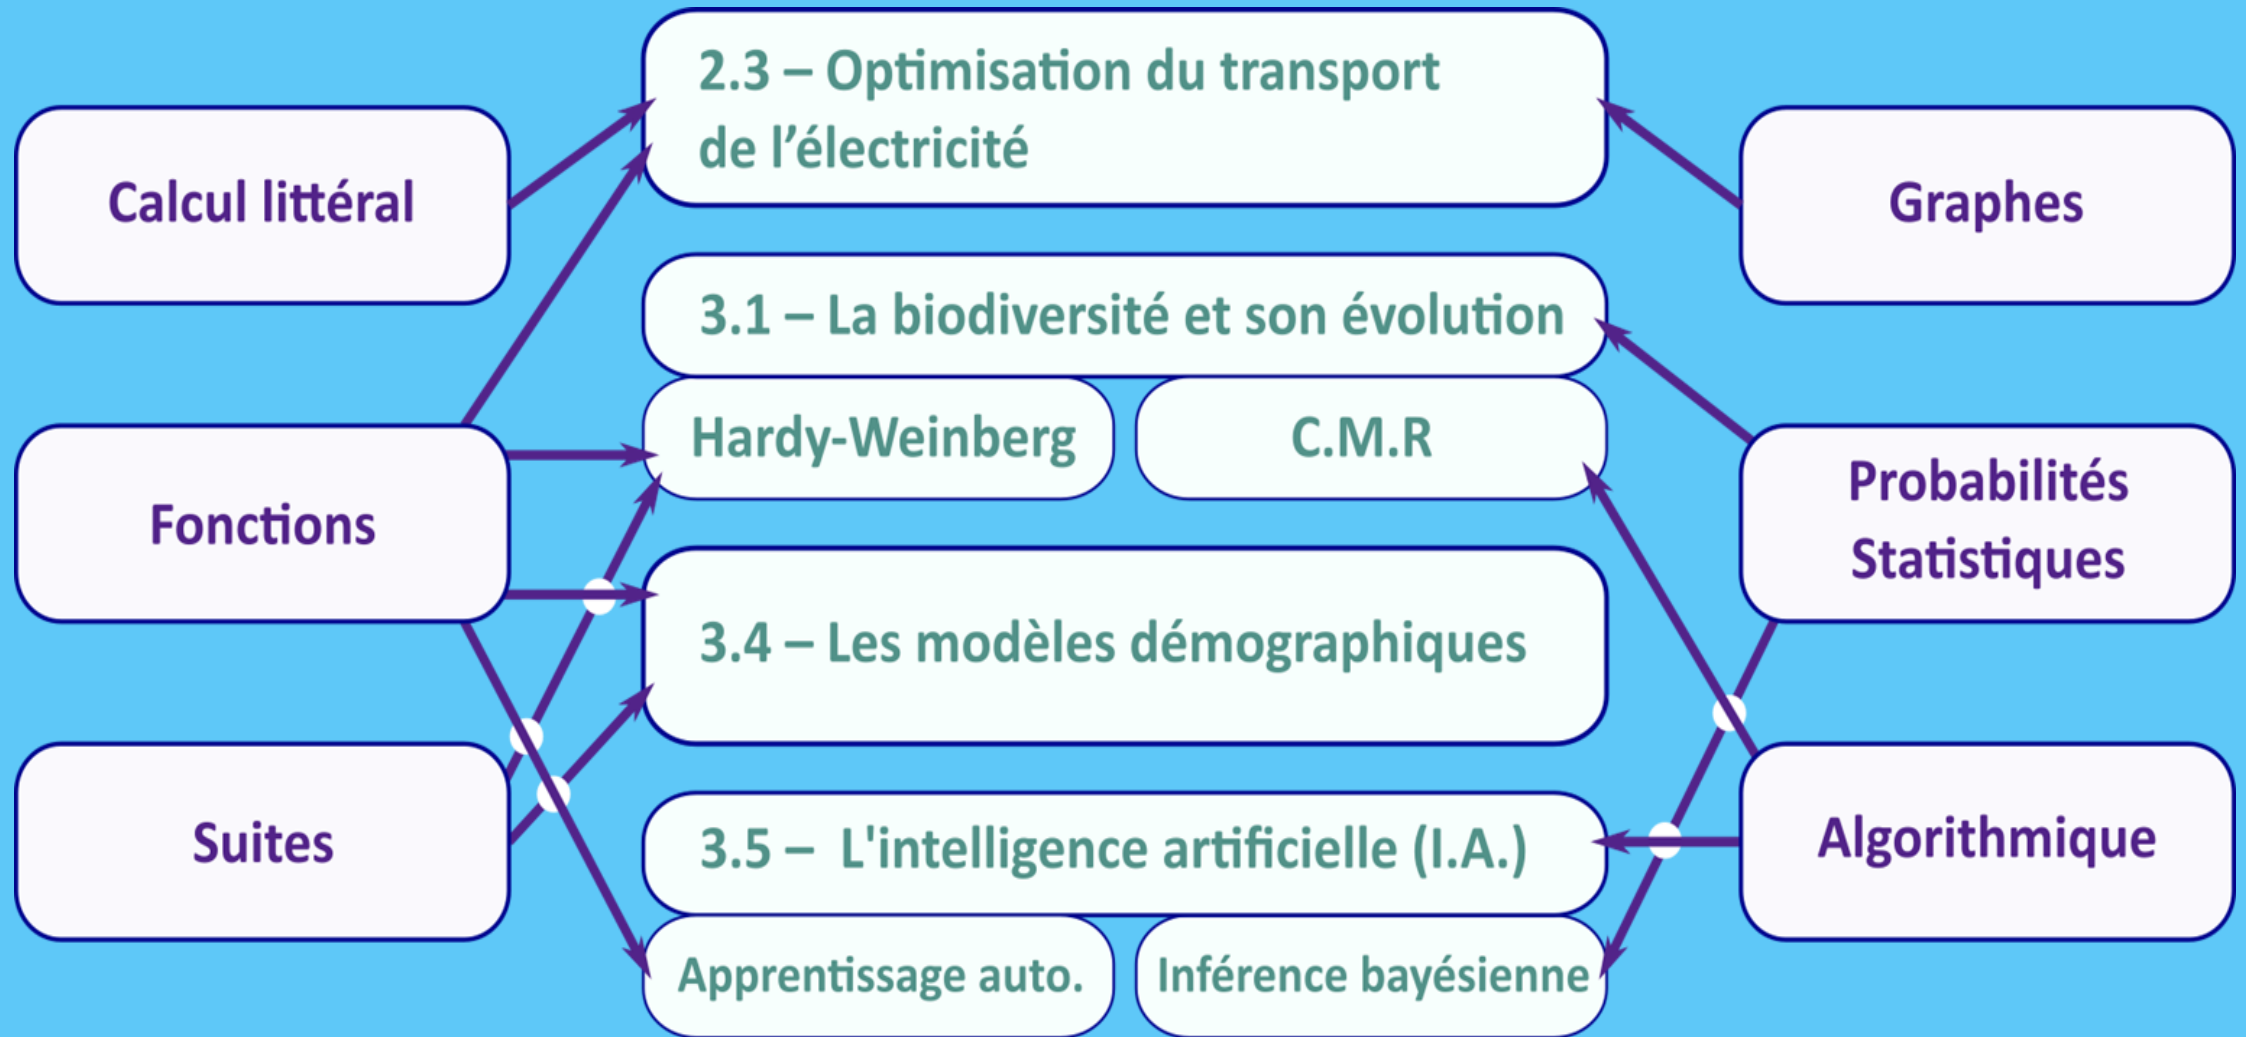 2.3 – Optimisation du transport
de l’électricité
Calcul littéral
Graphes
3.1 – La biodiversité et son évolution
Hardy-Weinberg
C.M.R
Fonctions
Probabilités
Statistiques
3.4 – Les modèles démographiques
Suites
3.5 – L'intelligence artificielle (I.A.)
Algorithmique
Apprentissage auto.
Inférence bayésienne